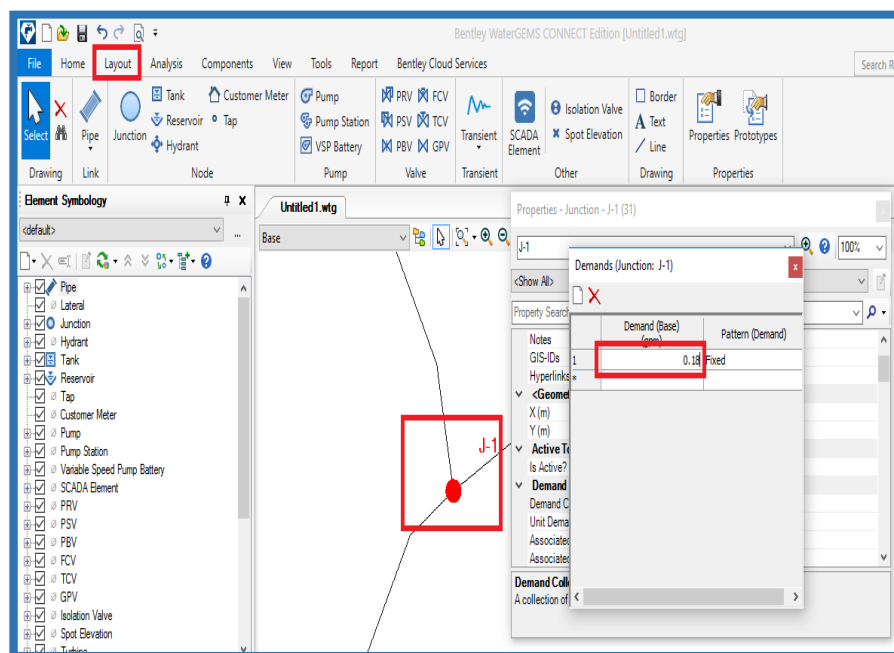 Bentley WaterGEMS CONNECT Edition [Untitled1.wtg]
File Home Layout Analysis Components View Tools Report Bentley Cloud Services Search R
Select
Pipe
Junction
Tank
Customer Meter
Reservoir
Tap
Hydrant
Pump
Pump Station
VSP Battery
PRV FCV
PSV TCV
PBV GPV
Transient
SCADA Element
Isolation Valve
Spot Elevation
Border
A Text
Line
Properties Prototypes
Drawing Link Node Pump Valve Transient Other Drawing Properties
Element Symbology
<default>
...
Pipe
Lateral
Junction
Hydrant
Tank
Reservoir
Tap
Customer Meter
Pump
Pump Station
Variable Speed Pump Battery
SCADA Element
PRV
PSV
PBV
FCV
TCV
GPV
Isolation Valve
Spot Elevation
Turbine
Untitled1.wtg
Base
J-1
Properties - Junction - J-1 (31)
J-1
100%
<Show All>
Property Search
Notes
GIS-IDs
Hyperlinks
<Geomet
X (m)
Y (m)
Active To
Is Active?
Demand
Demand C
Unit Dema
Associated
Associated
Demand Coll
A collection of
Demands (Junction: J-1)
x
Demand (Base)
(gpm)
Pattern (Demand)
1 0.18 Fixed
*